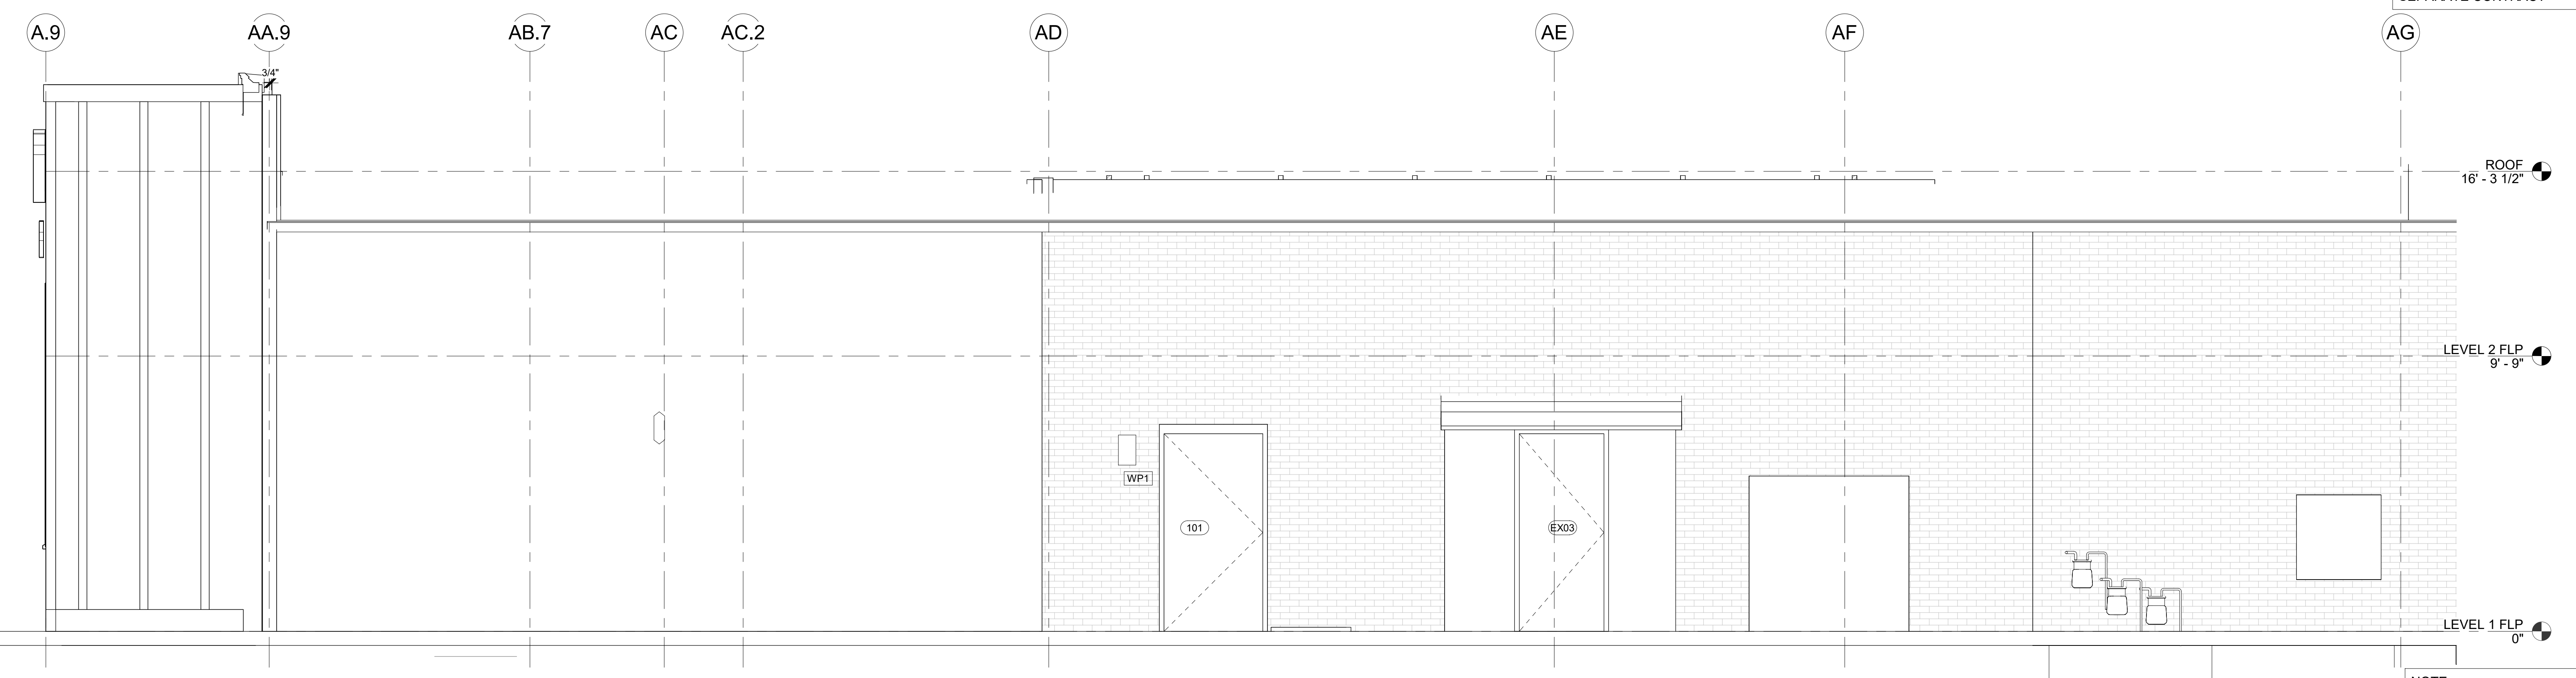 A.9
AA.9
AB.7
AC
AC.2
AD
AE
AF
AG
3/4"
ROOF
16' - 3 1/2"
LEVEL 2 FLP
9' - 9"
WP1
101
EX03
LEVEL 1 FLP
0"